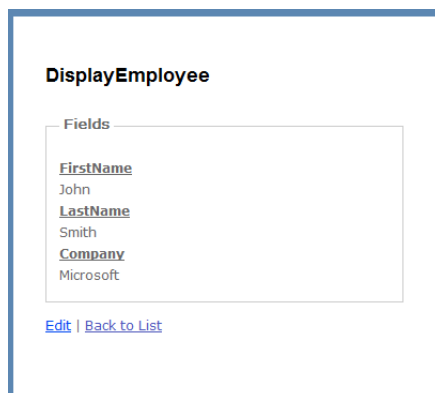 DisplayEmployee
Fields
FirstName
John
LastName
Smith
Company
Microsoft
Edit | Back to List